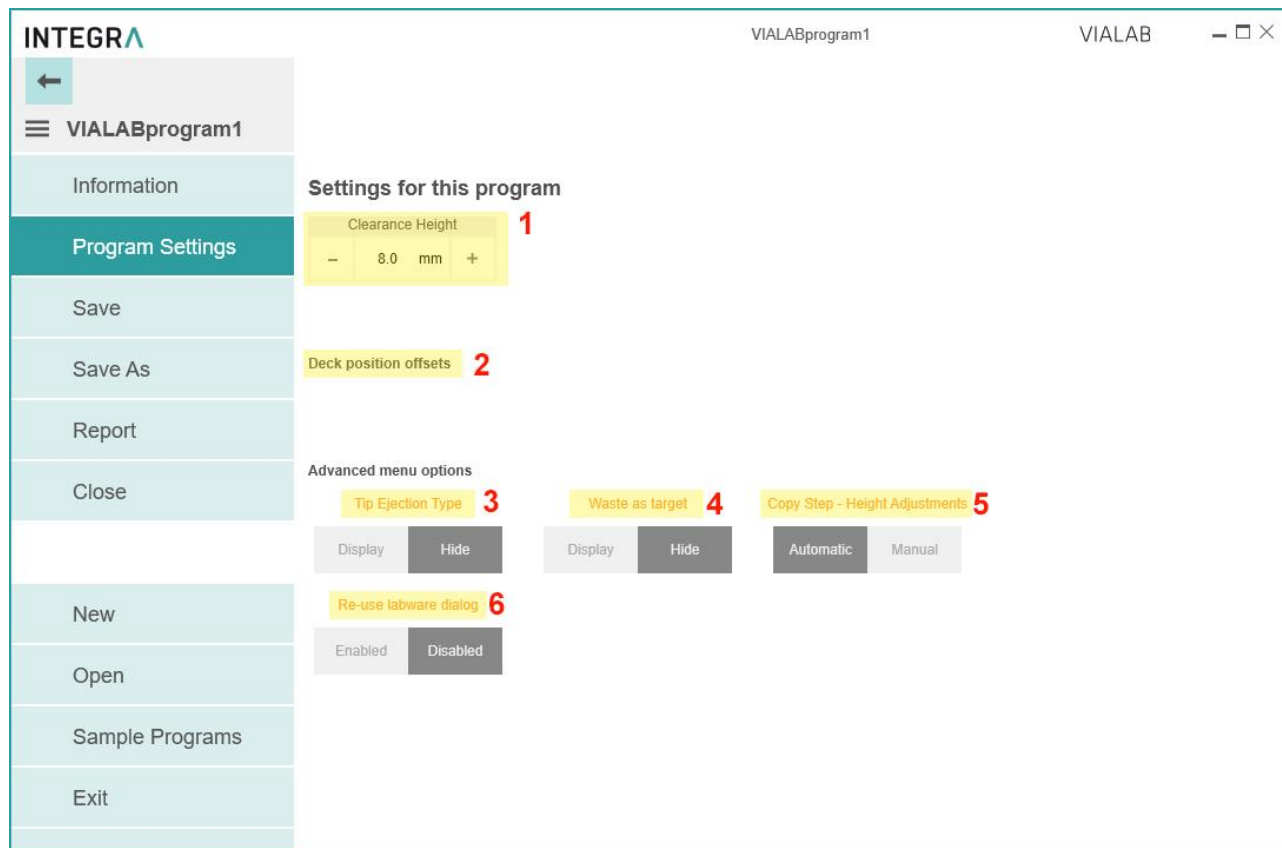 INTEGRA
VIALABprogram1
VIALAB
VIALABprogram1
Information
Program Settings
Save
Save As
Report
Close
New
Open
Sample Programs
Exit
Settings for this program
Clearance Height
1
– 8.0 mm +
Deck position offsets
2
Advanced menu options
Tip Ejection Type
3
Waste as target
4
Copy Step - Height Adjustments
5
Display Hide
Display Hide
Automatic Manual
Re-use labware dialog
6
Enabled Disabled